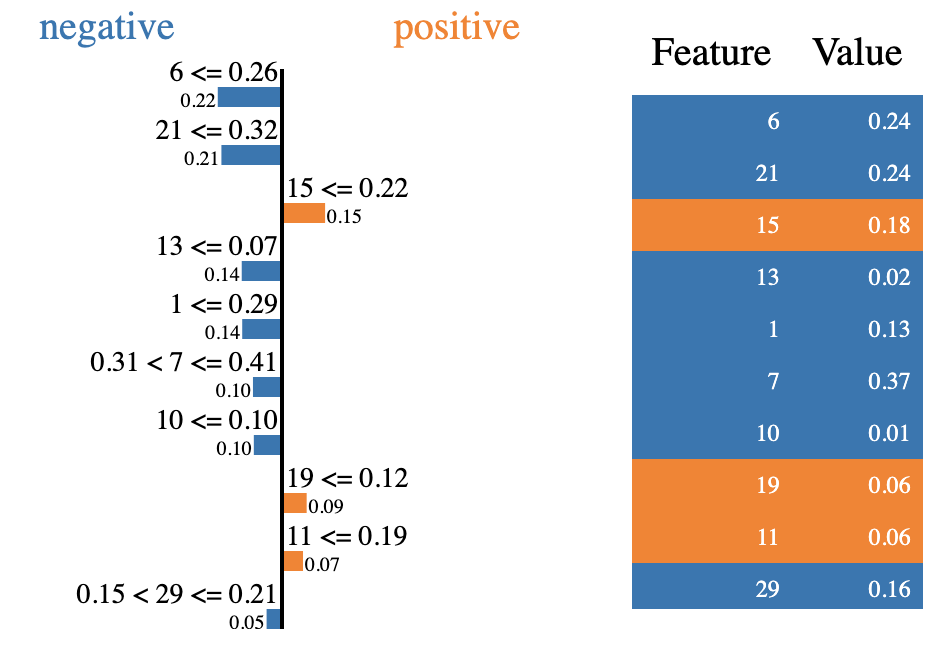 negative positive
6 <= 0.26
0.22
21 <= 0.32
0.21
15 <= 0.22
0.15
13 <= 0.07
0.14
1 <= 0.29
0.14
0.31 < 7 <= 0.41
0.10
10 <= 0.10
0.10
19 <= 0.12
0.09
11 <= 0.19
0.07
0.15 < 29 <= 0.21
0.05
Feature Value
6 0.24
21 0.24
15 0.18
13 0.02
1 0.13
7 0.37
10 0.01
19 0.06
11 0.06
29 0.16